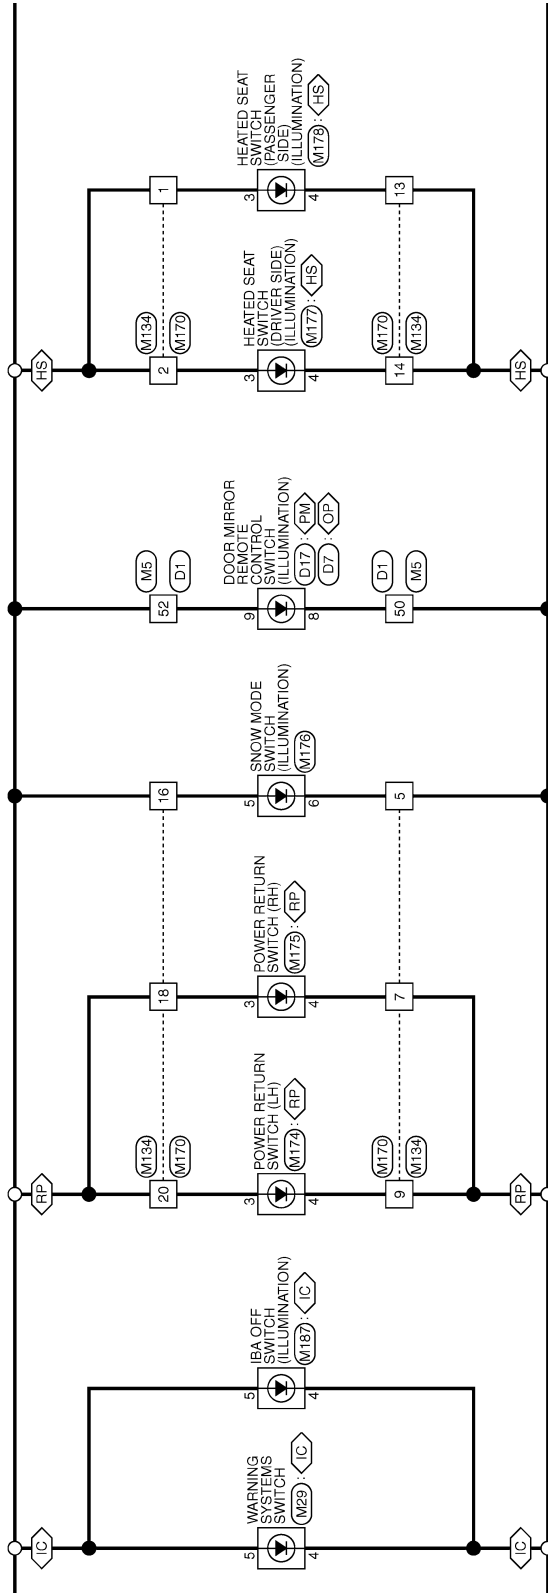 IC
WARNING
SYSTEMS
SWITCH
M29 : IC
5
4
IC
IBA OFF
SWITCH
(ILLUMINATION)
M187 : IC
5
4
RP
M134
M170
20
POWER RETURN
SWITCH (LH)
M174 : RP
3
4
M170
M134
9
RP
18
POWER RETURN
SWITCH (RH)
M175 : RP
3
4
7
16
SNOW MODE
SWITCH
(ILLUMINATION)
M176
5
6
5
M5
D1
52
DOOR MIRROR
REMOTE
CONTROL
SWITCH
(ILLUMINATION)
D17 : PM
D7 : OP
9
8
D1
M5
50
HS
M134
M170
2
HEATED SEAT
SWITCH
(DRIVER SIDE)
(ILLUMINATION)
M177 : HS
3
4
M170
M134
14
HS
1
HEATED SEAT
SWITCH
(PASSENGER
SIDE)
(ILLUMINATION)
M178 : HS
3
4
13